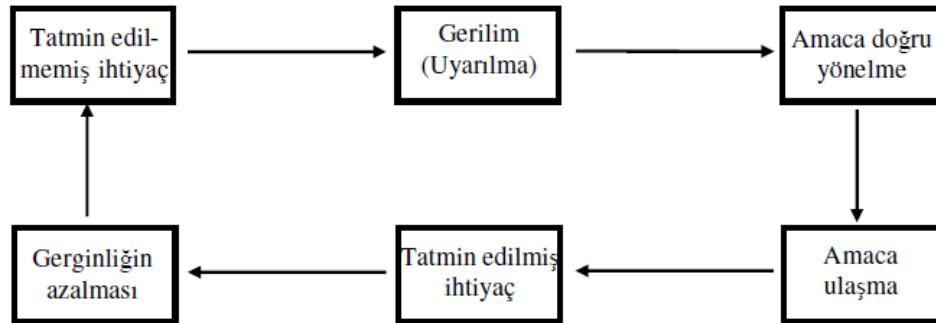 Tatmin edil-
memiş ihtiyaç
Gerilim
(Uyarılma)
Amaca doğru
yönelme
Gerginliğin
azalması
Tatmin edilmiş
ihtiyaç
Amaca
ulaşma